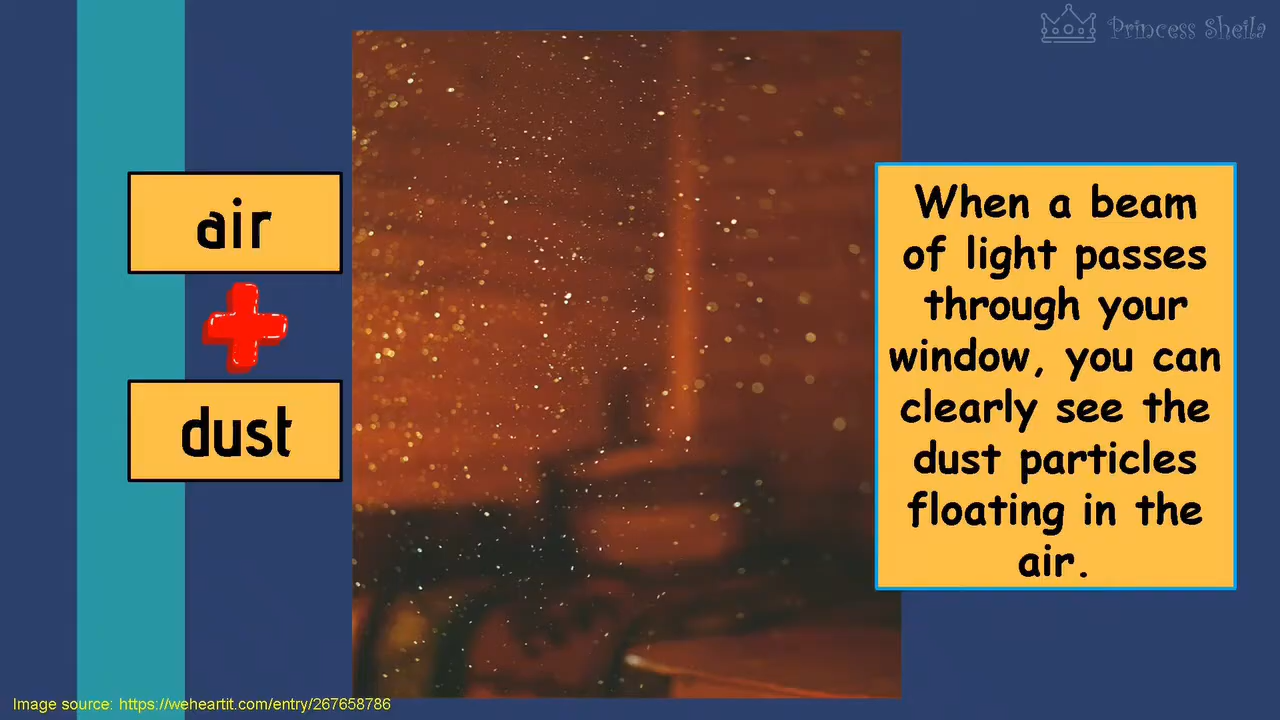 Princess Sheila
air
dust
When a beam
of light passes
through your
window, you can
clearly see the
dust particles
floating in the
air.
Image source: https://weheartit.com/entry/267658786